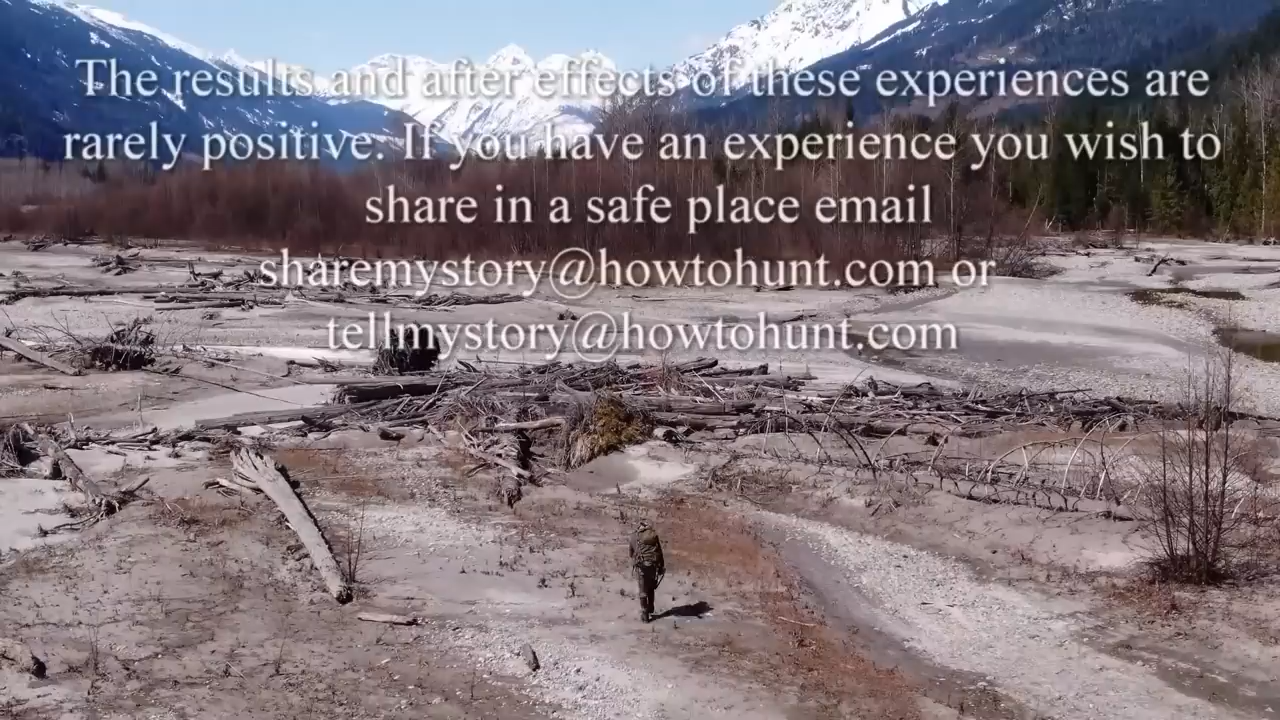 The results and after effects of these experiences are
rarely positive. If you have an experience you wish to
share in a safe place email
sharemystory@howtohunt.com or
tellmystory@howtohunt.com